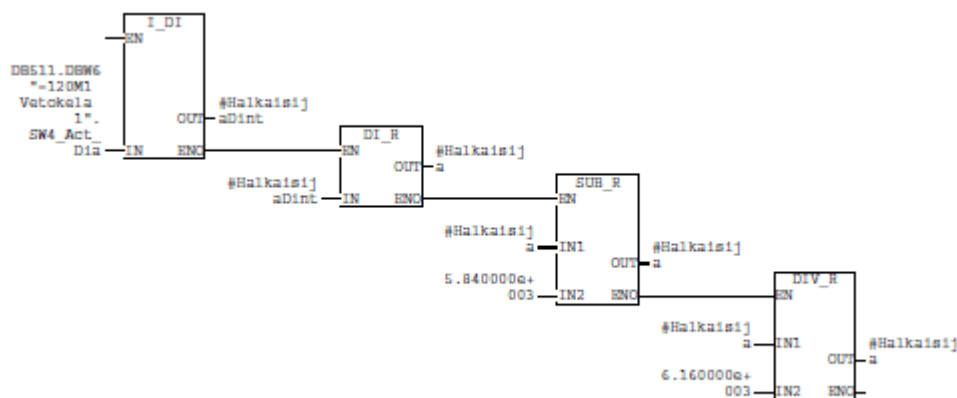 I_DI
EN
DB511.DBW6
"-120M1
Vetokela
1".
SW4_Act_
Dia
IN
OUT
ENO
#Halkaisij
aDint
DI_R
EN
#Halkaisij
aDint
IN
OUT
ENO
#Halkaisij
a
SUB_R
EN
#Halkaisij
a
IN1
5.840000e+
003
IN2
OUT
ENO
#Halkaisij
a
DIV_R
EN
#Halkaisij
a
IN1
6.160000e+
003
IN2
OUT
ENO
#Halkaisij
a